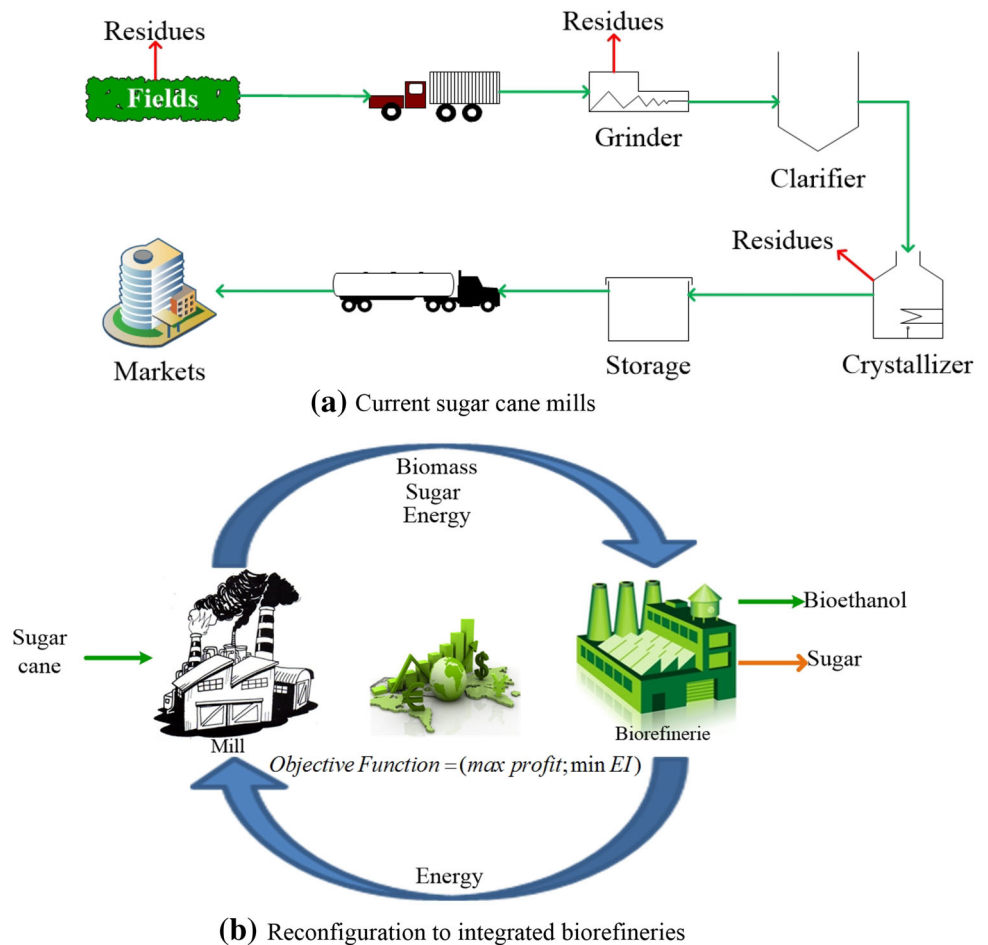 Residues
Fields
Residues
Grinder
Clarifier
Residues
Markets
Storage
Crystallizer
(a) Current sugar cane mills
Biomass
Sugar
Energy
Sugar
cane
Bioethanol
Sugar
$
€
Mill
Biorefinerie
Objective Function = (max profit; min EI)
Energy
(b) Reconfiguration to integrated biorefineries